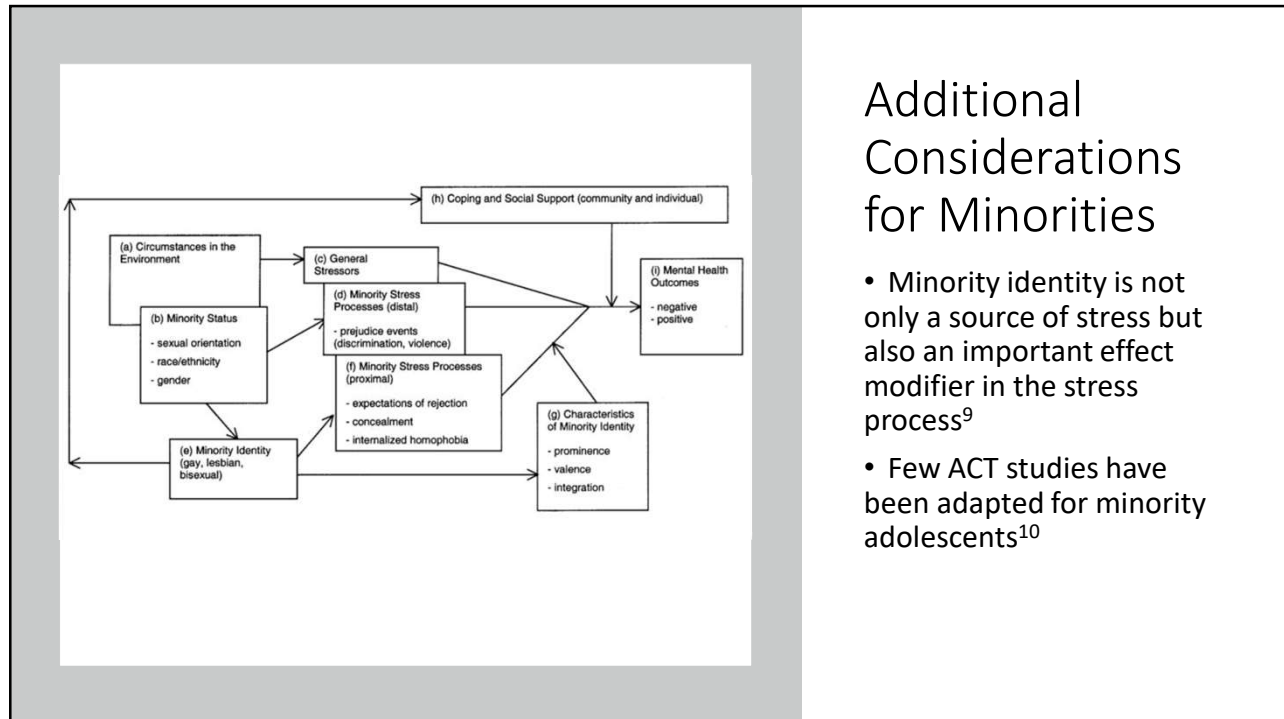 (h) Coping and Social Support (community and individual)
(a) Circumstances in the
Environment
(c) General
Stressors
(i) Mental Health
Outcomes
- negative
- positive
(d) Minority Stress
Processes (distal)
- prejudice events
(discrimination, violence)
(b) Minority Status
- sexual orientation
- race/ethnicity
- gender
(f) Minority Stress Processes
(proximal)
- expectations of rejection
- concealment
- internalized homophobia
(g) Characteristics
of Minority Identity
- prominence
- valence
- integration
(e) Minority Identity
(gay, lesbian,
bisexual)
Additional
Considerations
for Minorities
• Minority identity is not
only a source of stress but
also an important effect
modifier in the stress
process⁹
• Few ACT studies have
been adapted for minority
adolescents¹⁰